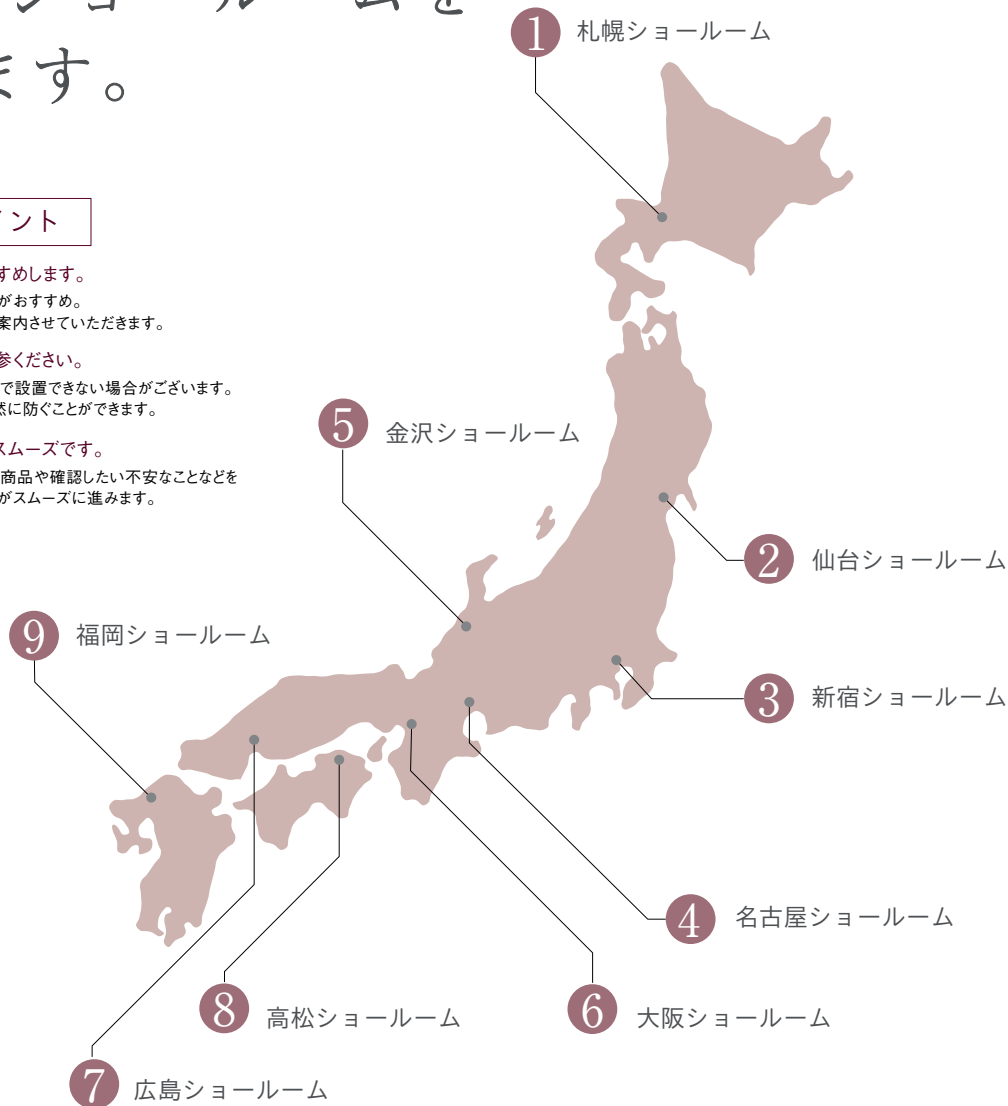 ショールームを
ます。
イント
すめします。
がおすすめ。
案内させていただきます。
参ください。
で設置できない場合がございます。
然に防ぐことができます。
スムーズです。
商品や確認したい不安なことなどを
がスムーズに進みます。
1 札幌ショールーム
5 金沢ショールーム
2 仙台ショールーム
9 福岡ショールーム
3 新宿ショールーム
4 名古屋ショールーム
8 高松ショールーム
6 大阪ショールーム
7 広島ショールーム